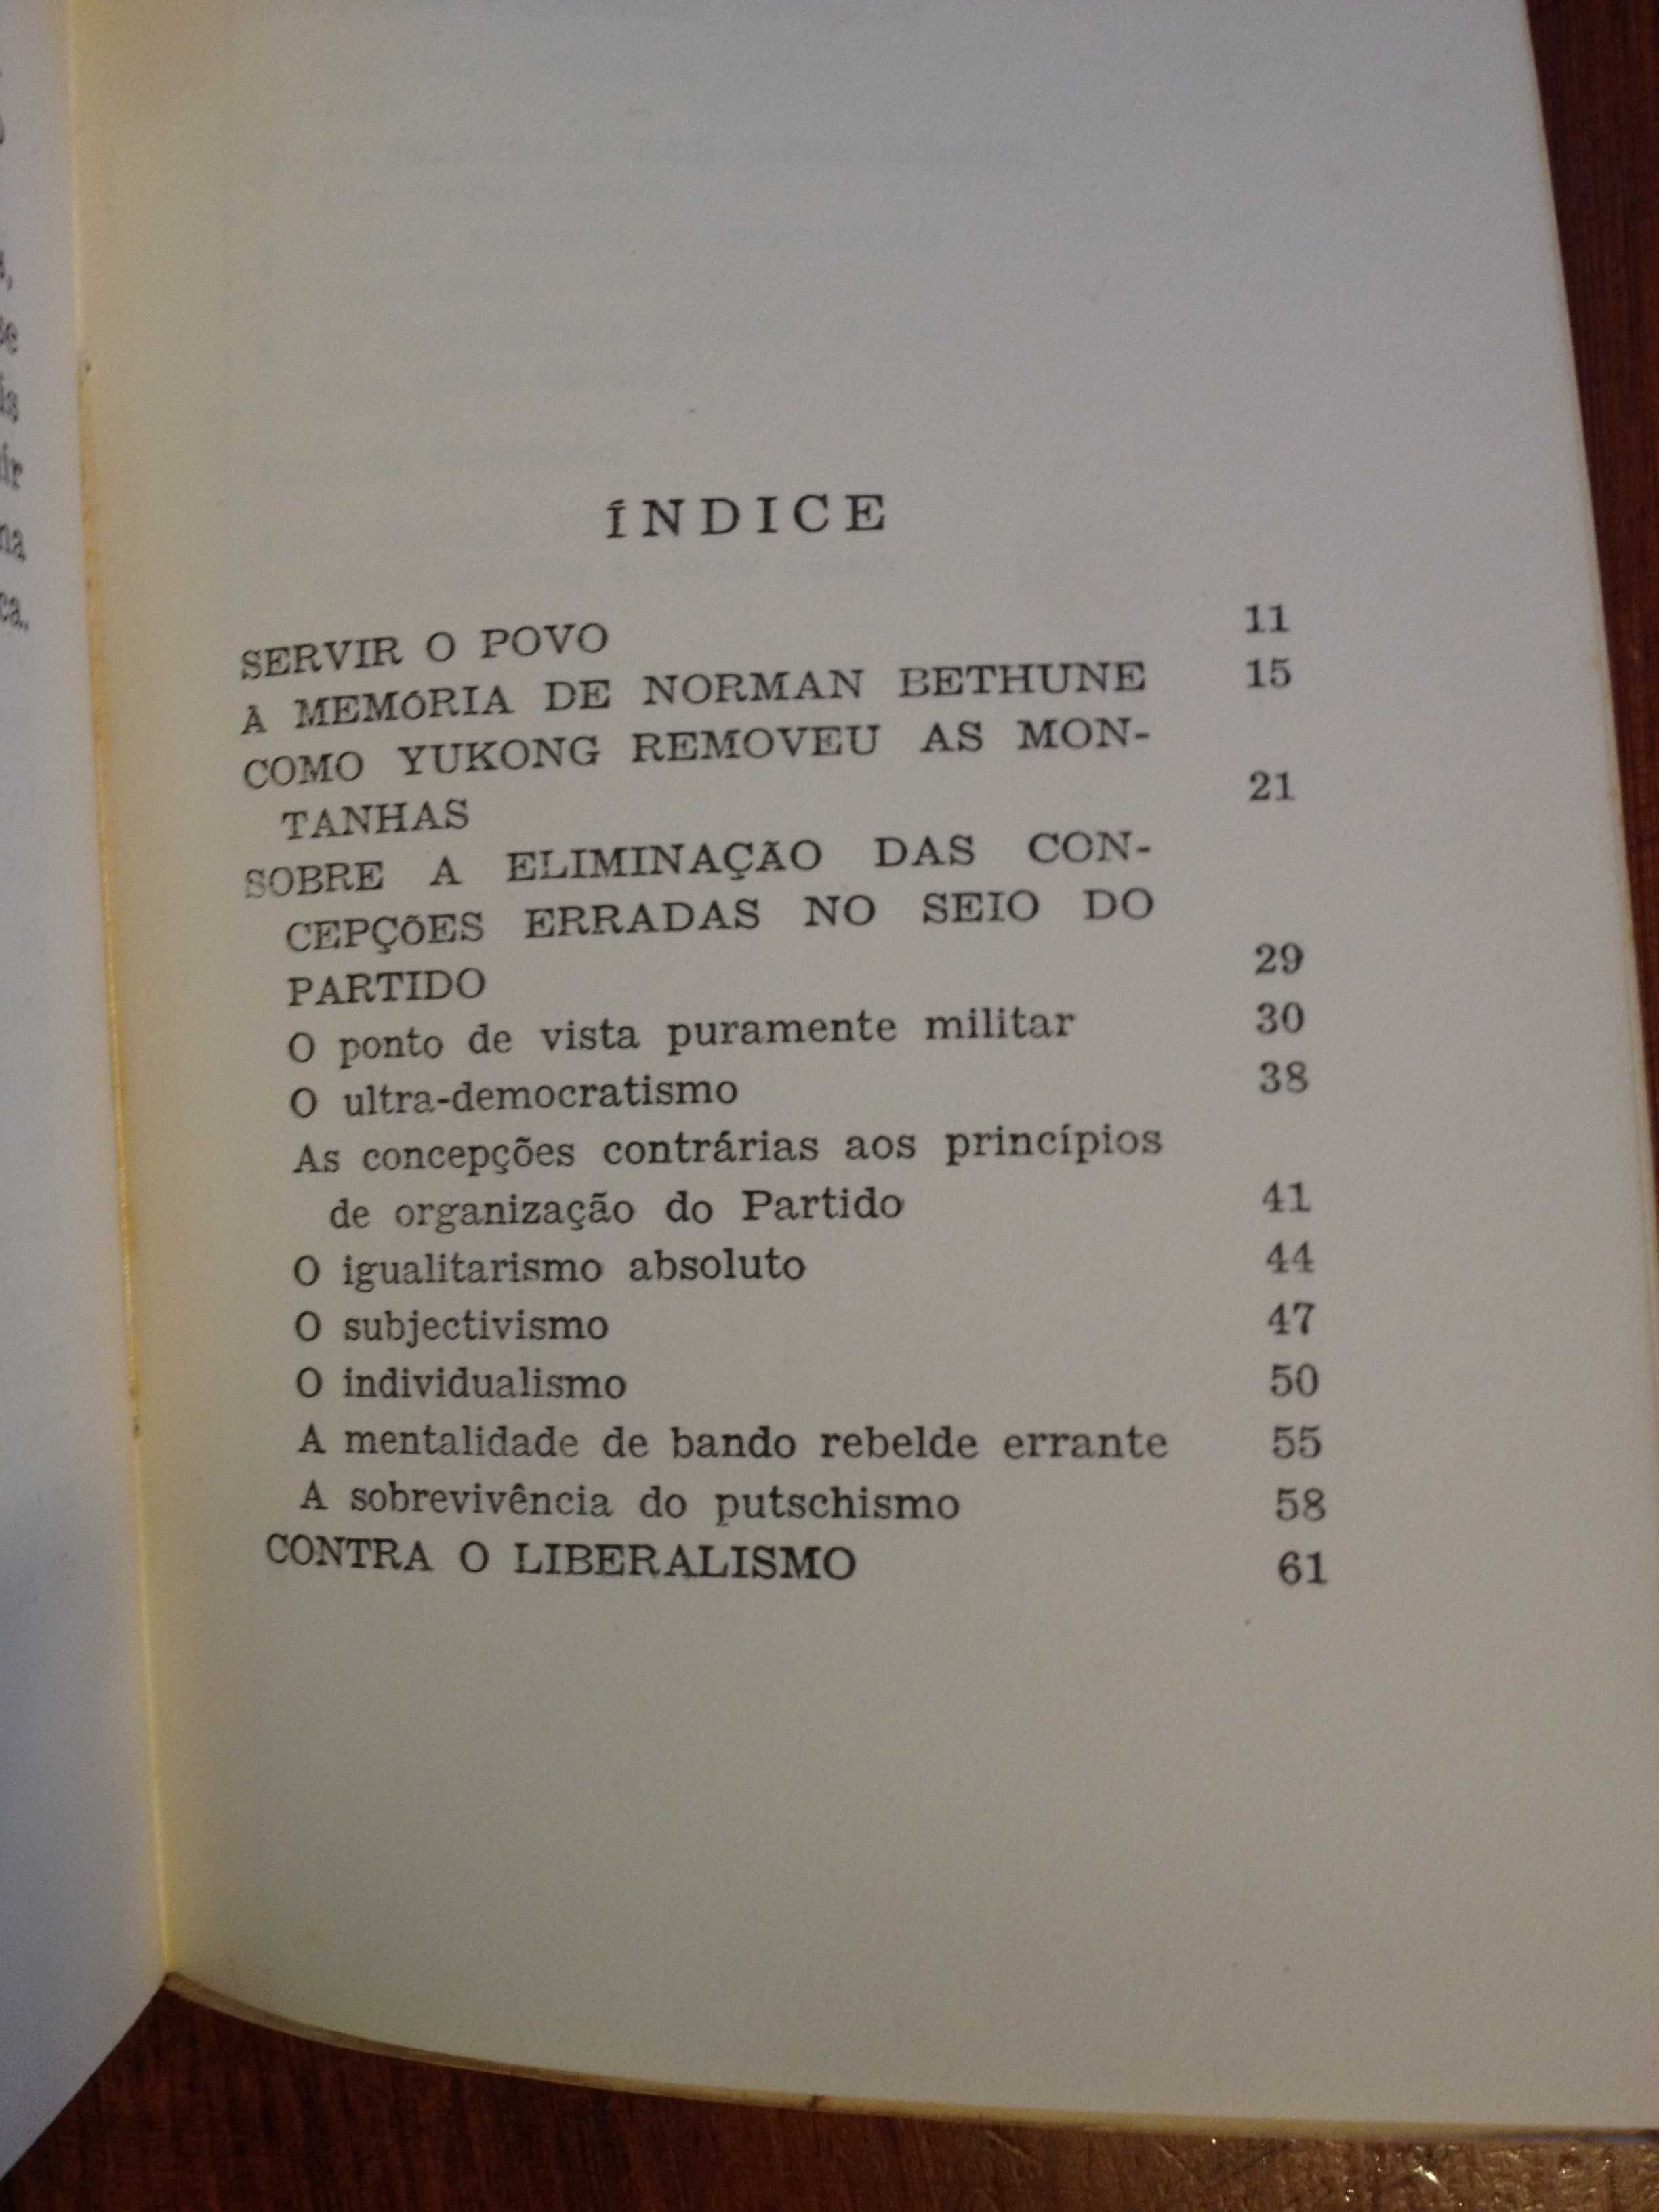 ÍNDICE
SERVIR O POVO 11
A MEMÓRIA DE NORMAN BETHUNE 15
COMO YUKONG REMOVEU AS MON-
TANHAS 21
SOBRE A ELIMINAÇÃO DAS CON-
CEPÇÕES ERRADAS NO SEIO DO
PARTIDO 29
O ponto de vista puramente militar 30
O ultra-democratismo 38
As concepções contrárias aos princípios
de organização do Partido 41
O igualitarismo absoluto 44
O subjectivismo 47
O individualismo 50
A mentalidade de bando rebelde errante 55
A sobrevivência do putschismo 58
CONTRA O LIBERALISMO 61